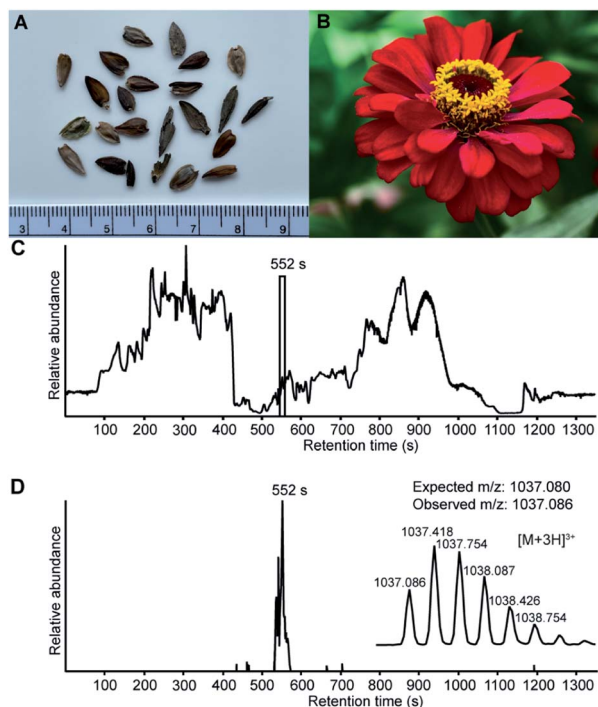 A
B
3 4 5 6 7 8 9
C
552 s
Relative abundance
100 200 300 400 500 600 700 800 900 1000 1100 1200 1300
Retention time (s)
D
552 s
Expected m/z: 1037.080
Observed m/z: 1037.086
[M+3H]³⁺
1037.418
1037.754
1037.086
1038.087
1038.426
1038.754
Relative abundance
100 200 300 400 500 600 700 800 900 1000 1100 1200 1300
Retention time (s)